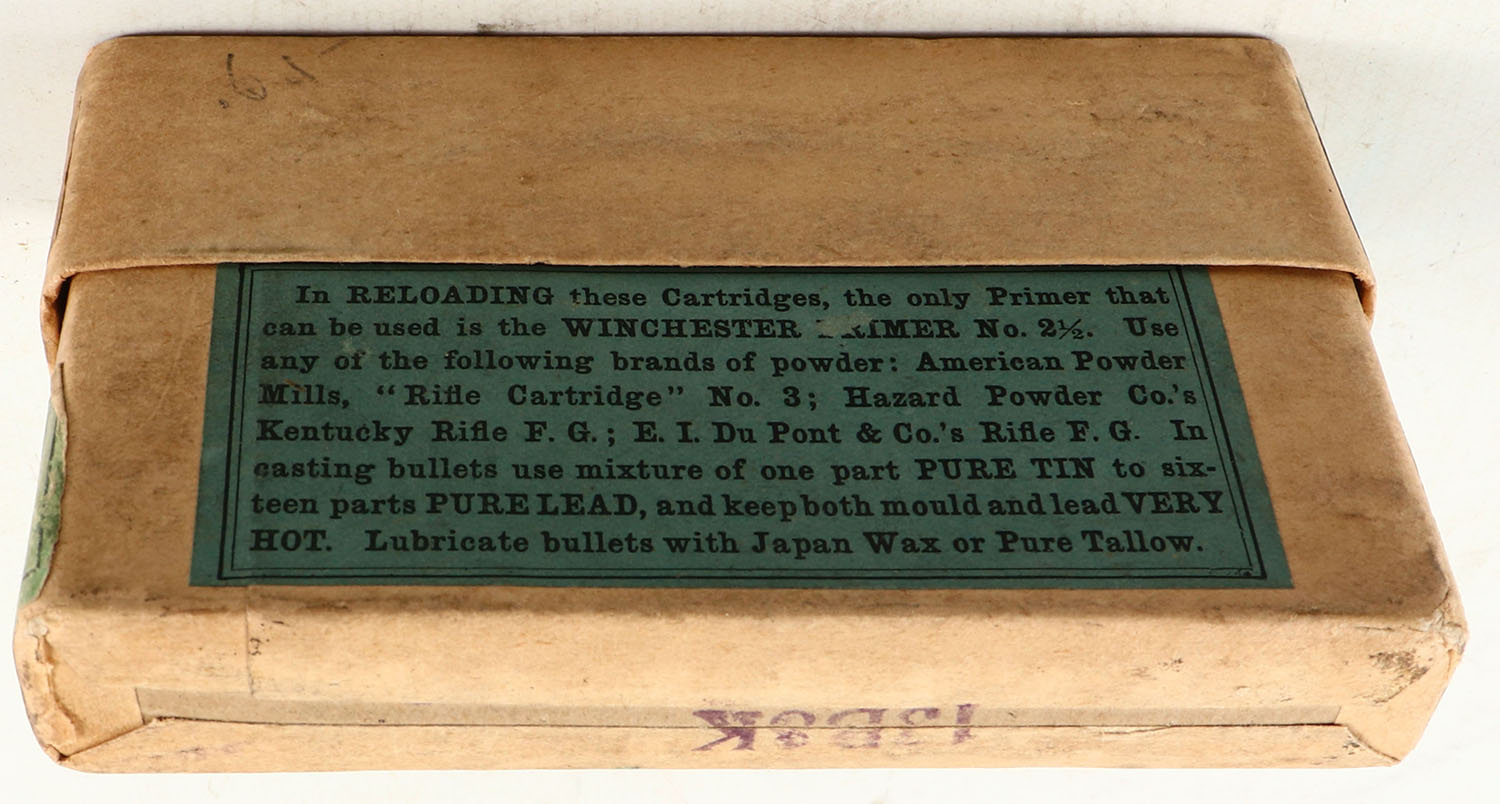 In RELOADING these Cartridges, the only Primer that
can be used is the WINCHESTER PRIMER No. 2½. Use
any of the following brands of powder: American Powder
Mills, "Rifle Cartridge" No. 3; Hazard Powder Co.'s
Kentucky Rifle F. G.; E. I. Du Pont & Co.'s Rifle F. G. In
casting bullets use mixture of one part PURE TIN to six-
teen parts PURE LEAD, and keep both mould and lead VERY
HOT. Lubricate bullets with Japan Wax or Pure Tallow.